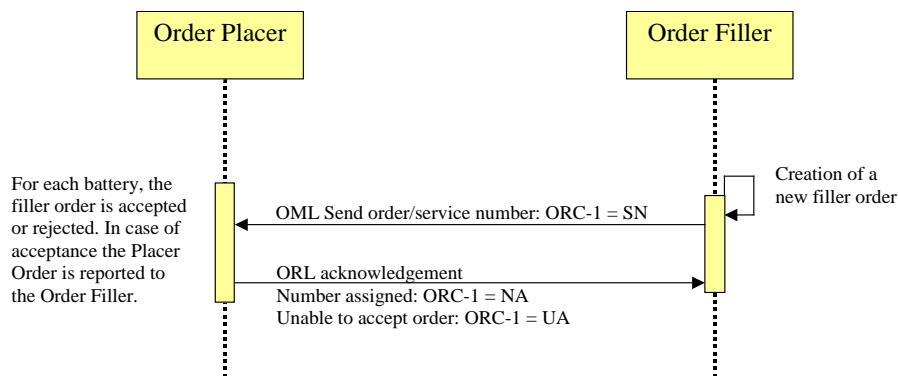 Order Placer
Order Filler
For each battery, the
filler order is accepted
or rejected. In case of
acceptance the Placer
Order is reported to
the Order Filler.
Creation of a
new filler order
OML Send order/service number: ORC-1 = SN
ORL acknowledgement
Number assigned: ORC-1 = NA
Unable to accept order: ORC-1 = UA